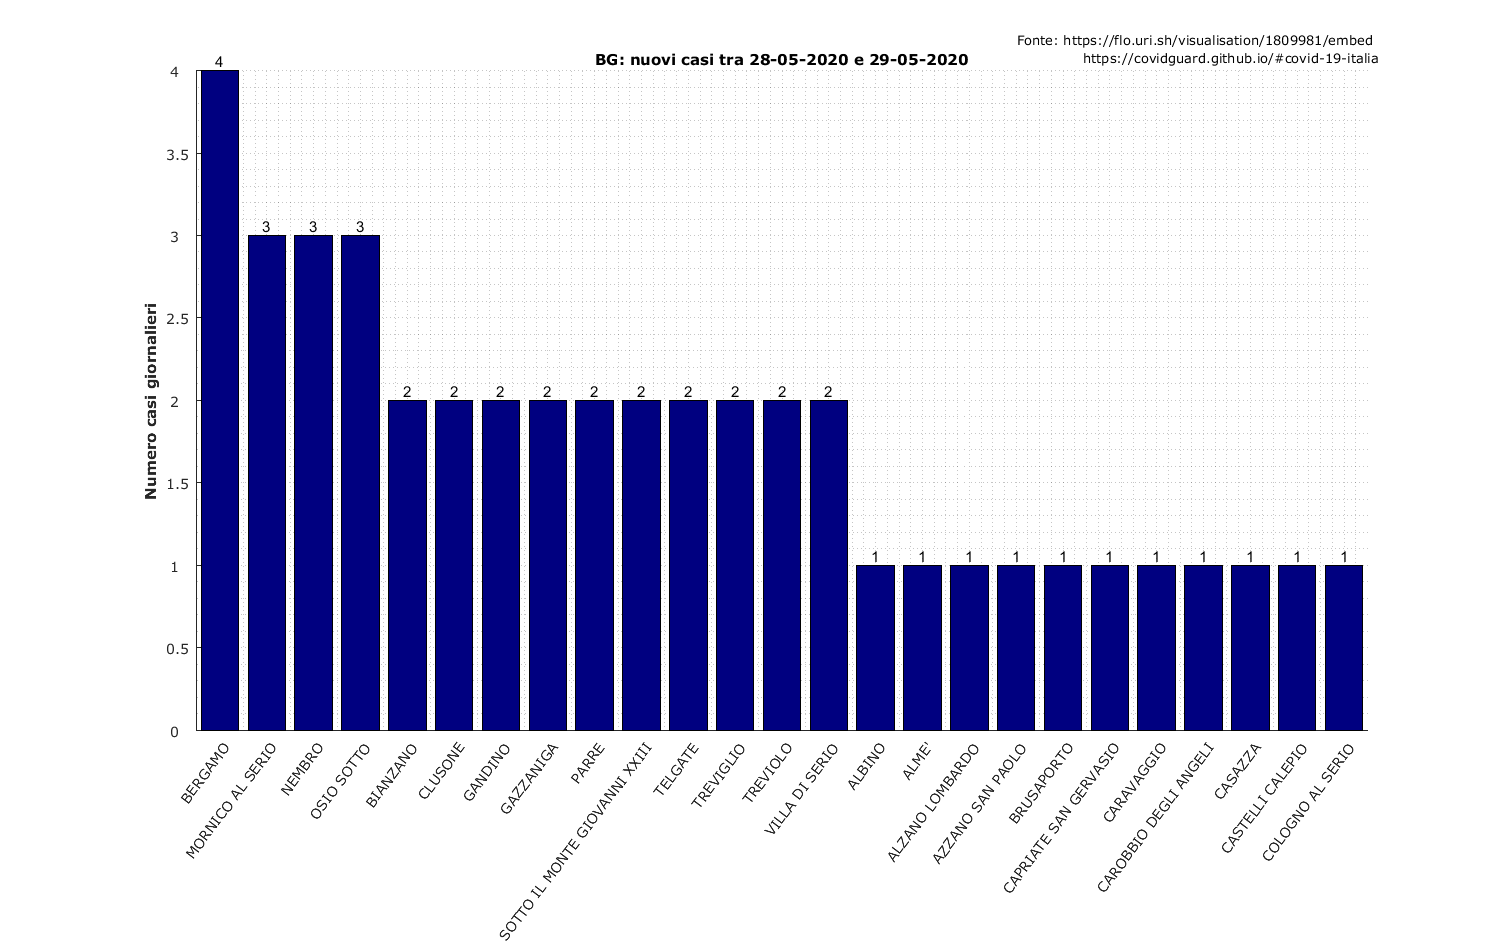 Fonte: https://flo.uri.sh/visualisation/1809981/embed
https://covidguard.github.io/#covid-19-italia
BG: nuovi casi tra 28-05-2020 e 29-05-2020
Numero casi giornalieri
4
3.5
3
2.5
2
1.5
1
0.5
0
4
3
3
3
2
2
2
2
2
2
2
2
2
2
1
1
1
1
1
1
1
1
1
1
1
BERGAMO
MORNICO AL SERIO
NEMBRO
OSIO SOTTO
BIANZANO
CLUSONE
GANDINO
GAZZANIGA
PARRE
SOTTO IL MONTE GIOVANNI XXIII
TELGATE
TREVIGLIO
TREVIOLO
VILLA DI SERIO
ALBINO
ALME'
ALZANO LOMBARDO
AZZANO SAN PAOLO
BRUSAPORTO
CAPRIATE SAN GERVASIO
CARAVAGGIO
CAROBBIO DEGLI ANGELI
CASAZZA
CASTELLI CALEPIO
COLOGNO AL SERIO